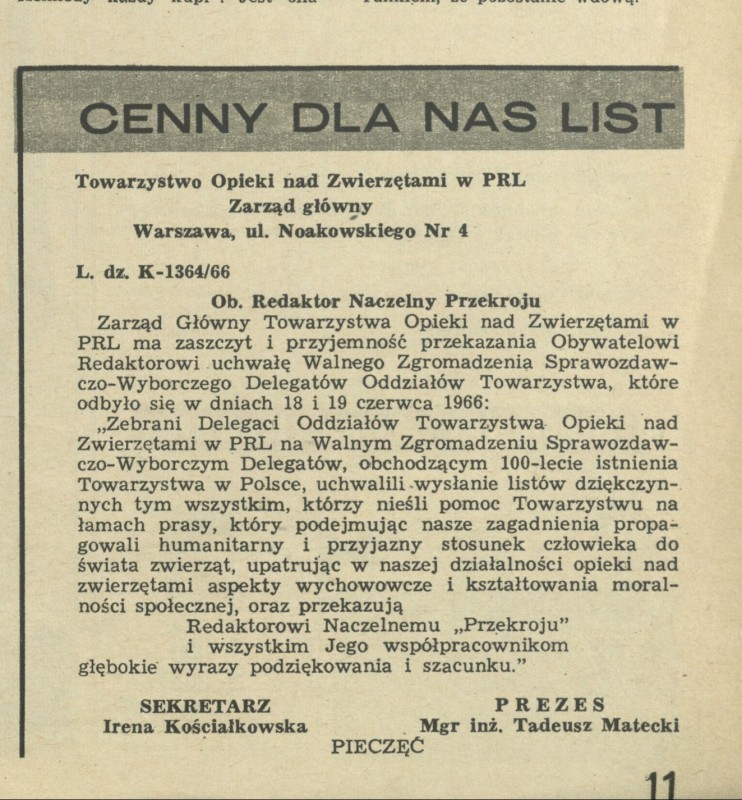 CENNY DLA NAS LIST
Towarzystwo Opieki nad Zwierzętami w PRL
Zarząd główny
Warszawa, ul. Noakowskiego Nr 4
L. dz. K-1364/66
Ob. Redaktor Naczelny Przekroju
Zarząd Główny Towarzystwa Opieki nad Zwierzętami w
PRL ma zaszczyt i przyjemność przekazania Obywatelowi
Redaktorowi uchwałę Walnego Zgromadzenia Sprawozdaw-
czo-Wyborczego Delegatów Oddziałów Towarzystwa, które
odbyło się w dniach 18 i 19 czerwca 1966:
„Zebrani Delegaci Oddziałów Towarzystwa Opieki nad
Zwierzętami w PRL na Walnym Zgromadzeniu Sprawozdaw-
czo-Wyborczym Delegatów, obchodzącym 100-lecie istnienia
Towarzystwa w Polsce, uchwalili wysłanie listów dziękczyn-
nych tym wszystkim, którzy nieśli pomoc Towarzystwu na
łamach prasy, który podejmując nasze zagadnienia propa-
gowali humanitarny i przyjazny stosunek człowieka do
świata zwierząt, upatrując w naszej działalności opieki nad
zwierzętami aspekty wychowowcze i kształtowania moral-
ności społecznej, oraz przekazują
Redaktorowi Naczelnemu „Przekroju”
i wszystkim Jego współpracownikom
głębokie wyrazy podziękowania i szacunku.”
SEKRETARZ
Irena Kościałkowska
PREZES
Mgr inż. Tadeusz Matecki
PIECZĘĆ
11